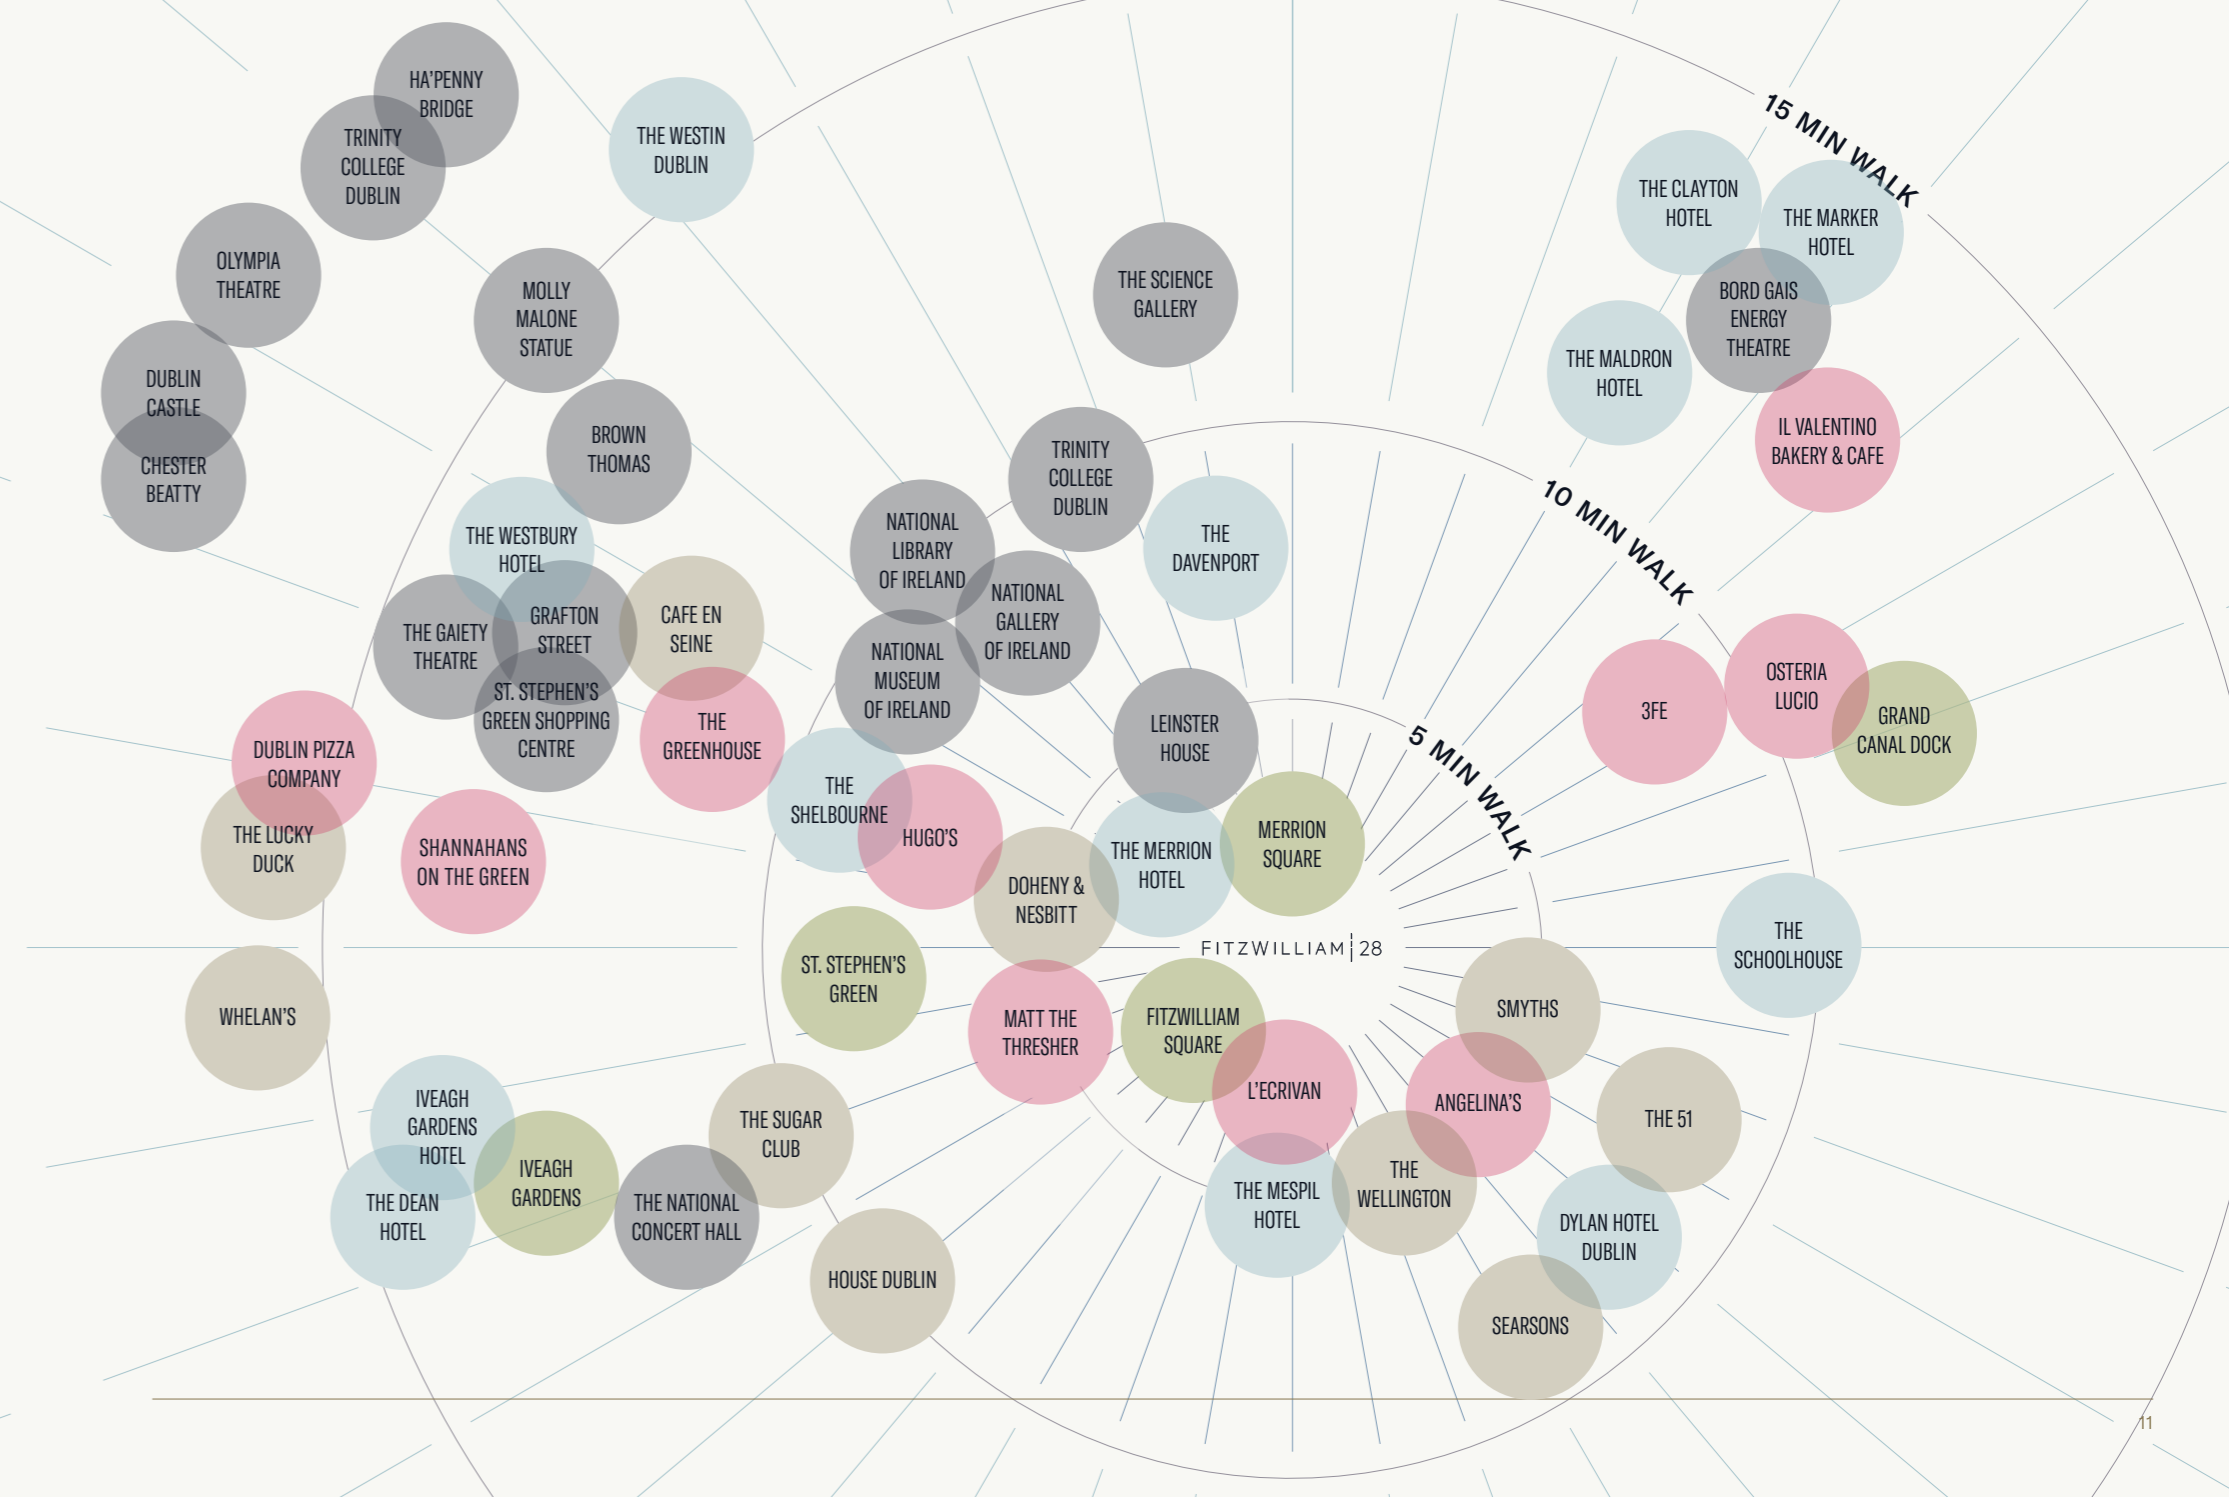 HA'PENNY
BRIDGE
TRINITY
COLLEGE
DUBLIN
THE WESTIN
DUBLIN
15 MIN WALK
THE CLAYTON
HOTEL
THE MARKER
HOTEL
OLYMPIA
THEATRE
MOLLY
MALONE
STATUE
THE SCIENCE
GALLERY
BORD GAIS
ENERGY
THEATRE
THE MALDRON
HOTEL
DUBLIN
CASTLE
CHESTER
BEATTY
BROWN
THOMAS
IL VALENTINO
BAKERY & CAFE
TRINITY
COLLEGE
DUBLIN
10 MIN WALK
THE WESTBURY
HOTEL
NATIONAL
LIBRARY
OF IRELAND
THE
DAVENPORT
NATIONAL
GALLERY
OF IRELAND
THE GAIETY
THEATRE
GRAFTON
STREET
CAFE EN
SEINE
NATIONAL
MUSEUM
OF IRELAND
ST. STEPHEN'S
GREEN SHOPPING
CENTRE
THE
GREENHOUSE
LEINSTER
HOUSE
5 MIN WALK
3FE
OSTERIA
LUCIO
GRAND
CANAL DOCK
DUBLIN PIZZA
COMPANY
THE LUCKY
DUCK
SHANNAHANS
ON THE GREEN
THE
SHELBOURNE
HUGO'S
DOHENY &
NESBITT
THE MERRION
HOTEL
MERRION
SQUARE
FITZWILLIAM 28
THE
SCHOOLHOUSE
ST. STEPHEN'S
GREEN
WHELAN'S
MATT THE
THRESHER
FITZWILLIAM
SQUARE
SMYTHS
L'ECRIVAN
ANGELINA'S
THE 51
IVEAGH
GARDENS
HOTEL
THE SUGAR
CLUB
IVEAGH
GARDENS
THE DEAN
HOTEL
THE NATIONAL
CONCERT HALL
THE MESPIL
HOTEL
THE
WELLINGTON
DYLAN HOTEL
DUBLIN
HOUSE DUBLIN
SEARSONS
11